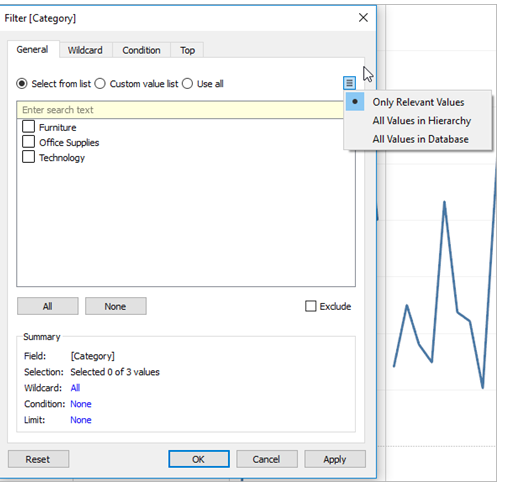 Filter [Category]
General Wildcard Condition Top
Select from list Custom value list Use all
Enter search text
Furniture
Office Supplies
Technology
Only Relevant Values
All Values in Hierarchy
All Values in Database
All None Exclude
Summary
Field: [Category]
Selection: Selected 0 of 3 values
Wildcard: All
Condition: None
Limit: None
Reset OK Cancel Apply